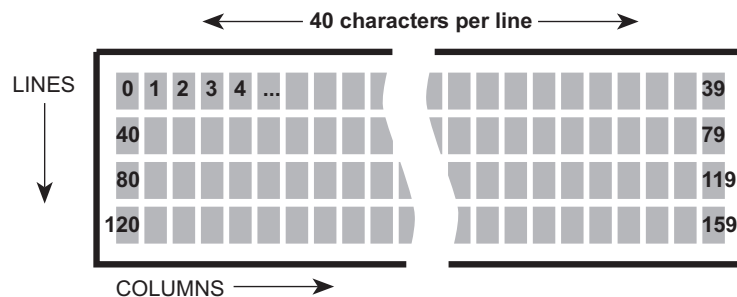 40 characters per line
LINES
0 1 2 3 4 ... 39
40 79
80 119
120 159
COLUMNS